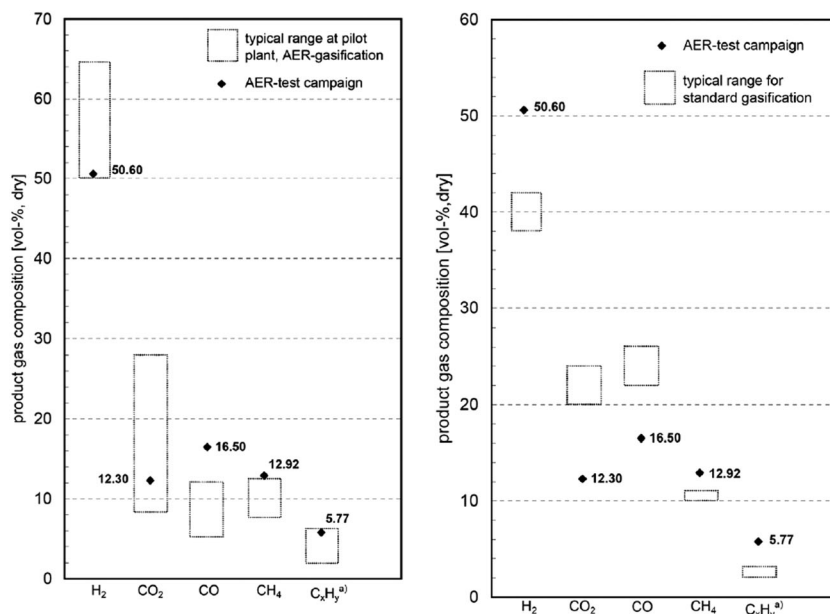 product gas composition [vol-%, dry]
70
60
50
40
30
20
10
0
typical range at pilot
plant, AER-gasification
AER-test campaign
50.60
12.30
16.50
12.92
5.77
H₂ CO₂ CO CH₄ CₓHᵧᵃ⁾
product gas composition [vol-%,dry]
60
50
40
30
20
10
0
AER-test campaign
typical range for
standard gasification
50.60
12.30
16.50
12.92
5.77
H₂ CO₂ CO CH₄ CₓHᵧᵃ⁾